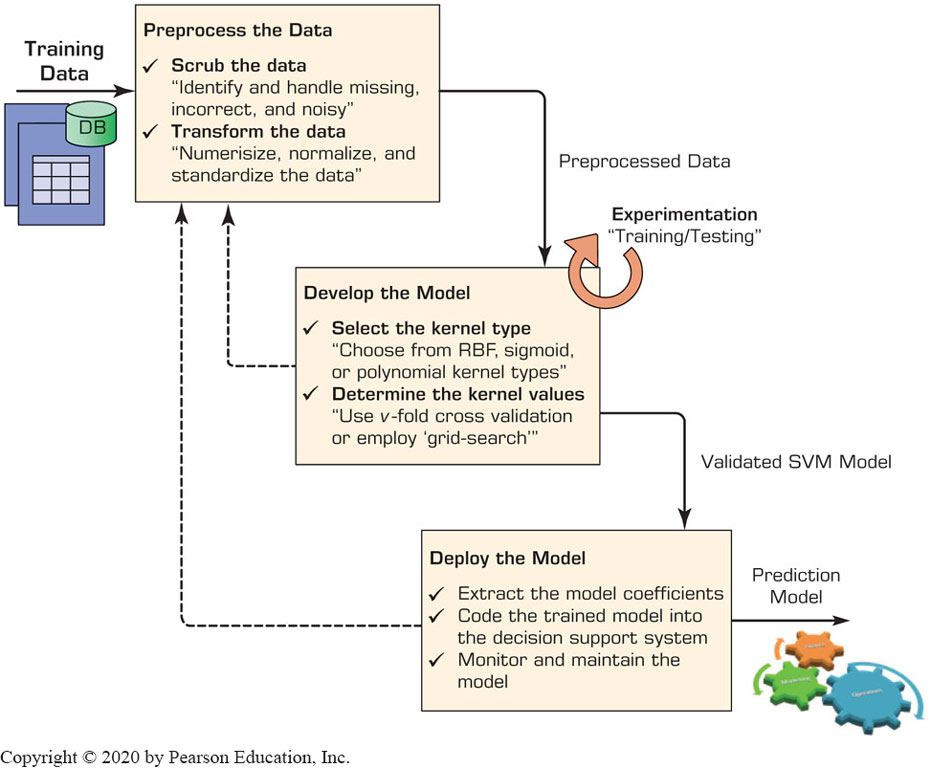 Training
Data
DB
Preprocess the Data
✓ Scrub the data
“Identify and handle missing,
incorrect, and noisy”
✓ Transform the data
“Numerisize, normalize, and
standardize the data”
Preprocessed Data
Experimentation
“Training/Testing”
Develop the Model
✓ Select the kernel type
“Choose from RBF, sigmoid,
or polynomial kernel types”
✓ Determine the kernel values
“Use v-fold cross validation
or employ ‘grid-search’”
Validated SVM Model
Deploy the Model
✓ Extract the model coefficients
✓ Code the trained model into
the decision support system
✓ Monitor and maintain the
model
Prediction
Model
Copyright © 2020 by Pearson Education, Inc.